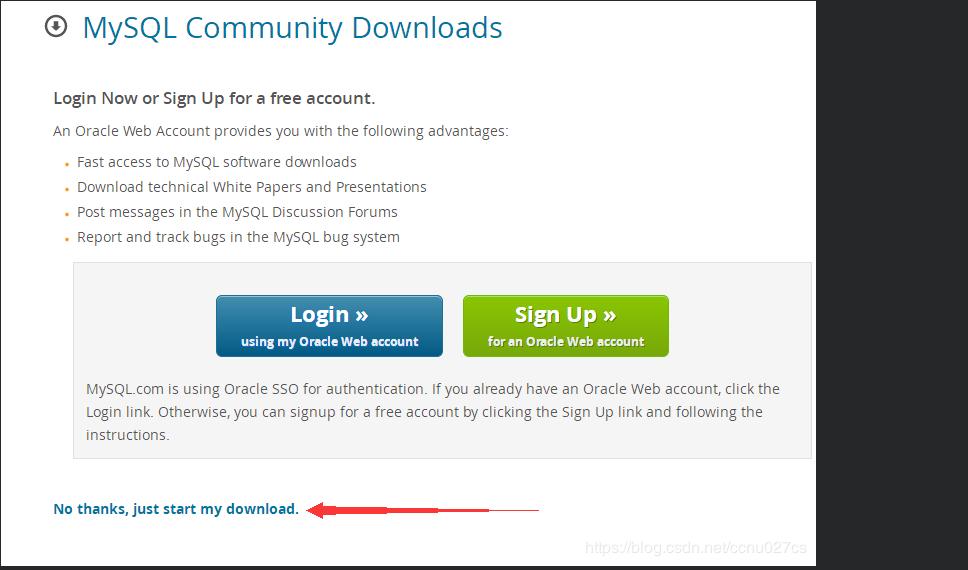 MySQL Community Downloads
Login Now or Sign Up for a free account.
An Oracle Web Account provides you with the following advantages:
Fast access to MySQL software downloads
Download technical White Papers and Presentations
Post messages in the MySQL Discussion Forums
Report and track bugs in the MySQL bug system
Login »
using my Oracle Web account
Sign Up »
for an Oracle Web account
MySQL.com is using Oracle SSO for authentication. If you already have an Oracle Web account, click the
Login link. Otherwise, you can signup for a free account by clicking the Sign Up link and following the
instructions.
No thanks, just start my download.
https://blog.csdn.net/ccnu027cs